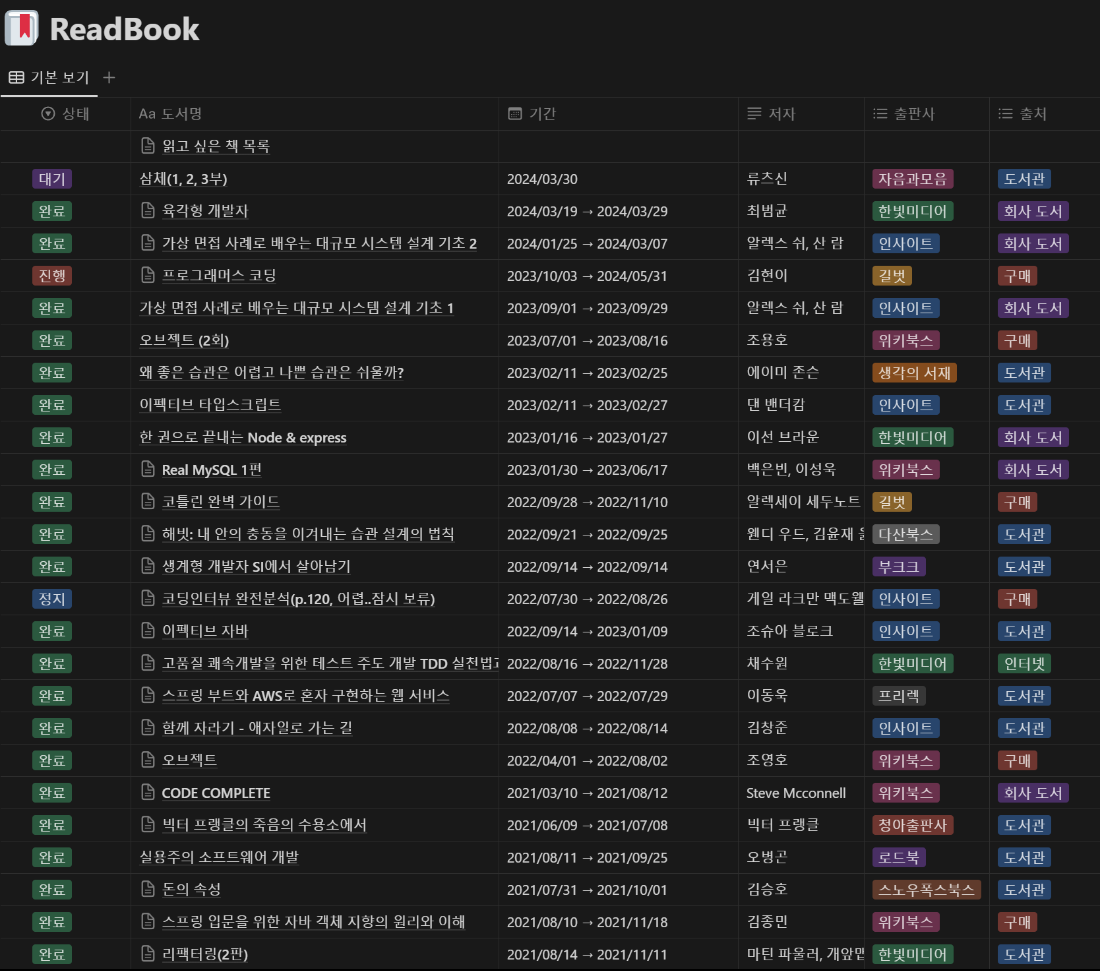 ReadBook
기본 보기
상태 Aa 도서명 기간 저자 출판사 출처
읽고 싶은 책 목록
대기 삼체(1, 2, 3부) 2024/03/30 류츠신 자음과모음 도서관
완료 육각형 개발자 2024/03/19 → 2024/03/29 최범균 한빛미디어 회사 도서
완료 가상 면접 사례로 배우는 대규모 시스템 설계 기초 2 2024/01/25 → 2024/03/07 알렉스 쉬, 산 람 인사이트 회사 도서
진행 프로그래머스 코딩 2023/10/03 → 2024/05/31 김현이 길벗 구매
완료 가상 면접 사례로 배우는 대규모 시스템 설계 기초 1 2023/09/01 → 2023/09/29 알렉스 쉬, 산 람 인사이트 회사 도서
완료 오브젝트 (2회) 2023/07/01 → 2023/08/16 조용호 위키북스 구매
완료 왜 좋은 습관은 어렵고 나쁜 습관은 쉬울까? 2023/02/11 → 2023/02/25 에이미 존슨 생각의 서재 도서관
완료 이펙티브 타입스크립트 2023/02/11 → 2023/02/27 댄 밴더캄 인사이트 도서관
완료 한 권으로 끝내는 Node & express 2023/01/16 → 2023/01/27 이선 브라운 한빛미디어 회사 도서
완료 Real MySQL 1편 2023/01/30 → 2023/06/17 백은빈, 이성욱 위키북스 회사 도서
완료 코틀린 완벽 가이드 2022/09/28 → 2022/11/10 알렉세이 세두노트 길벗 구매
완료 해빗: 내 안의 충동을 이겨내는 습관 설계의 법칙 2022/09/21 → 2022/09/25 웬디 우드, 김윤재 다산북스 도서관
완료 생계형 개발자 SI에서 살아남기 2022/09/14 → 2022/09/14 연서은 부크크 도서관
정지 코딩인터뷰 완전분석(p.120, 어렵..잠시 보류) 2022/07/30 → 2022/08/26 게일 라크만 맥도웰 인사이트 구매
완료 이펙티브 자바 2022/09/14 → 2023/01/09 조슈아 블로크 인사이트 도서관
완료 고품질 쾌속개발을 위한 테스트 주도 개발 TDD 실천법과 2022/08/16 → 2022/11/28 채수원 한빛미디어 인터넷
완료 스프링 부트와 AWS로 혼자 구현하는 웹 서비스 2022/07/07 → 2022/07/29 이동욱 프리렉 도서관
완료 함께 자라기 - 애자일로 가는 길 2022/08/08 → 2022/08/14 김창준 인사이트 도서관
완료 오브젝트 2022/04/01 → 2022/08/02 조영호 위키북스 구매
완료 CODE COMPLETE 2021/03/10 → 2021/08/12 Steve Mcconnell 위키북스 회사 도서
완료 빅터 프랭클의 죽음의 수용소에서 2021/06/09 → 2021/07/08 빅터 프랭클 청아출판사 도서관
완료 실용주의 소프트웨어 개발 2021/08/11 → 2021/09/25 오병곤 로드북 도서관
완료 돈의 속성 2021/07/31 → 2021/10/01 김승호 스노우폭스북스 도서관
완료 스프링 입문을 위한 자바 객체 지향의 원리와 이해 2021/08/10 → 2021/11/18 김종민 위키북스 구매
완료 리팩터링(2판) 2021/08/14 → 2021/11/11 마틴 파울러, 개앞맵 한빛미디어 도서관